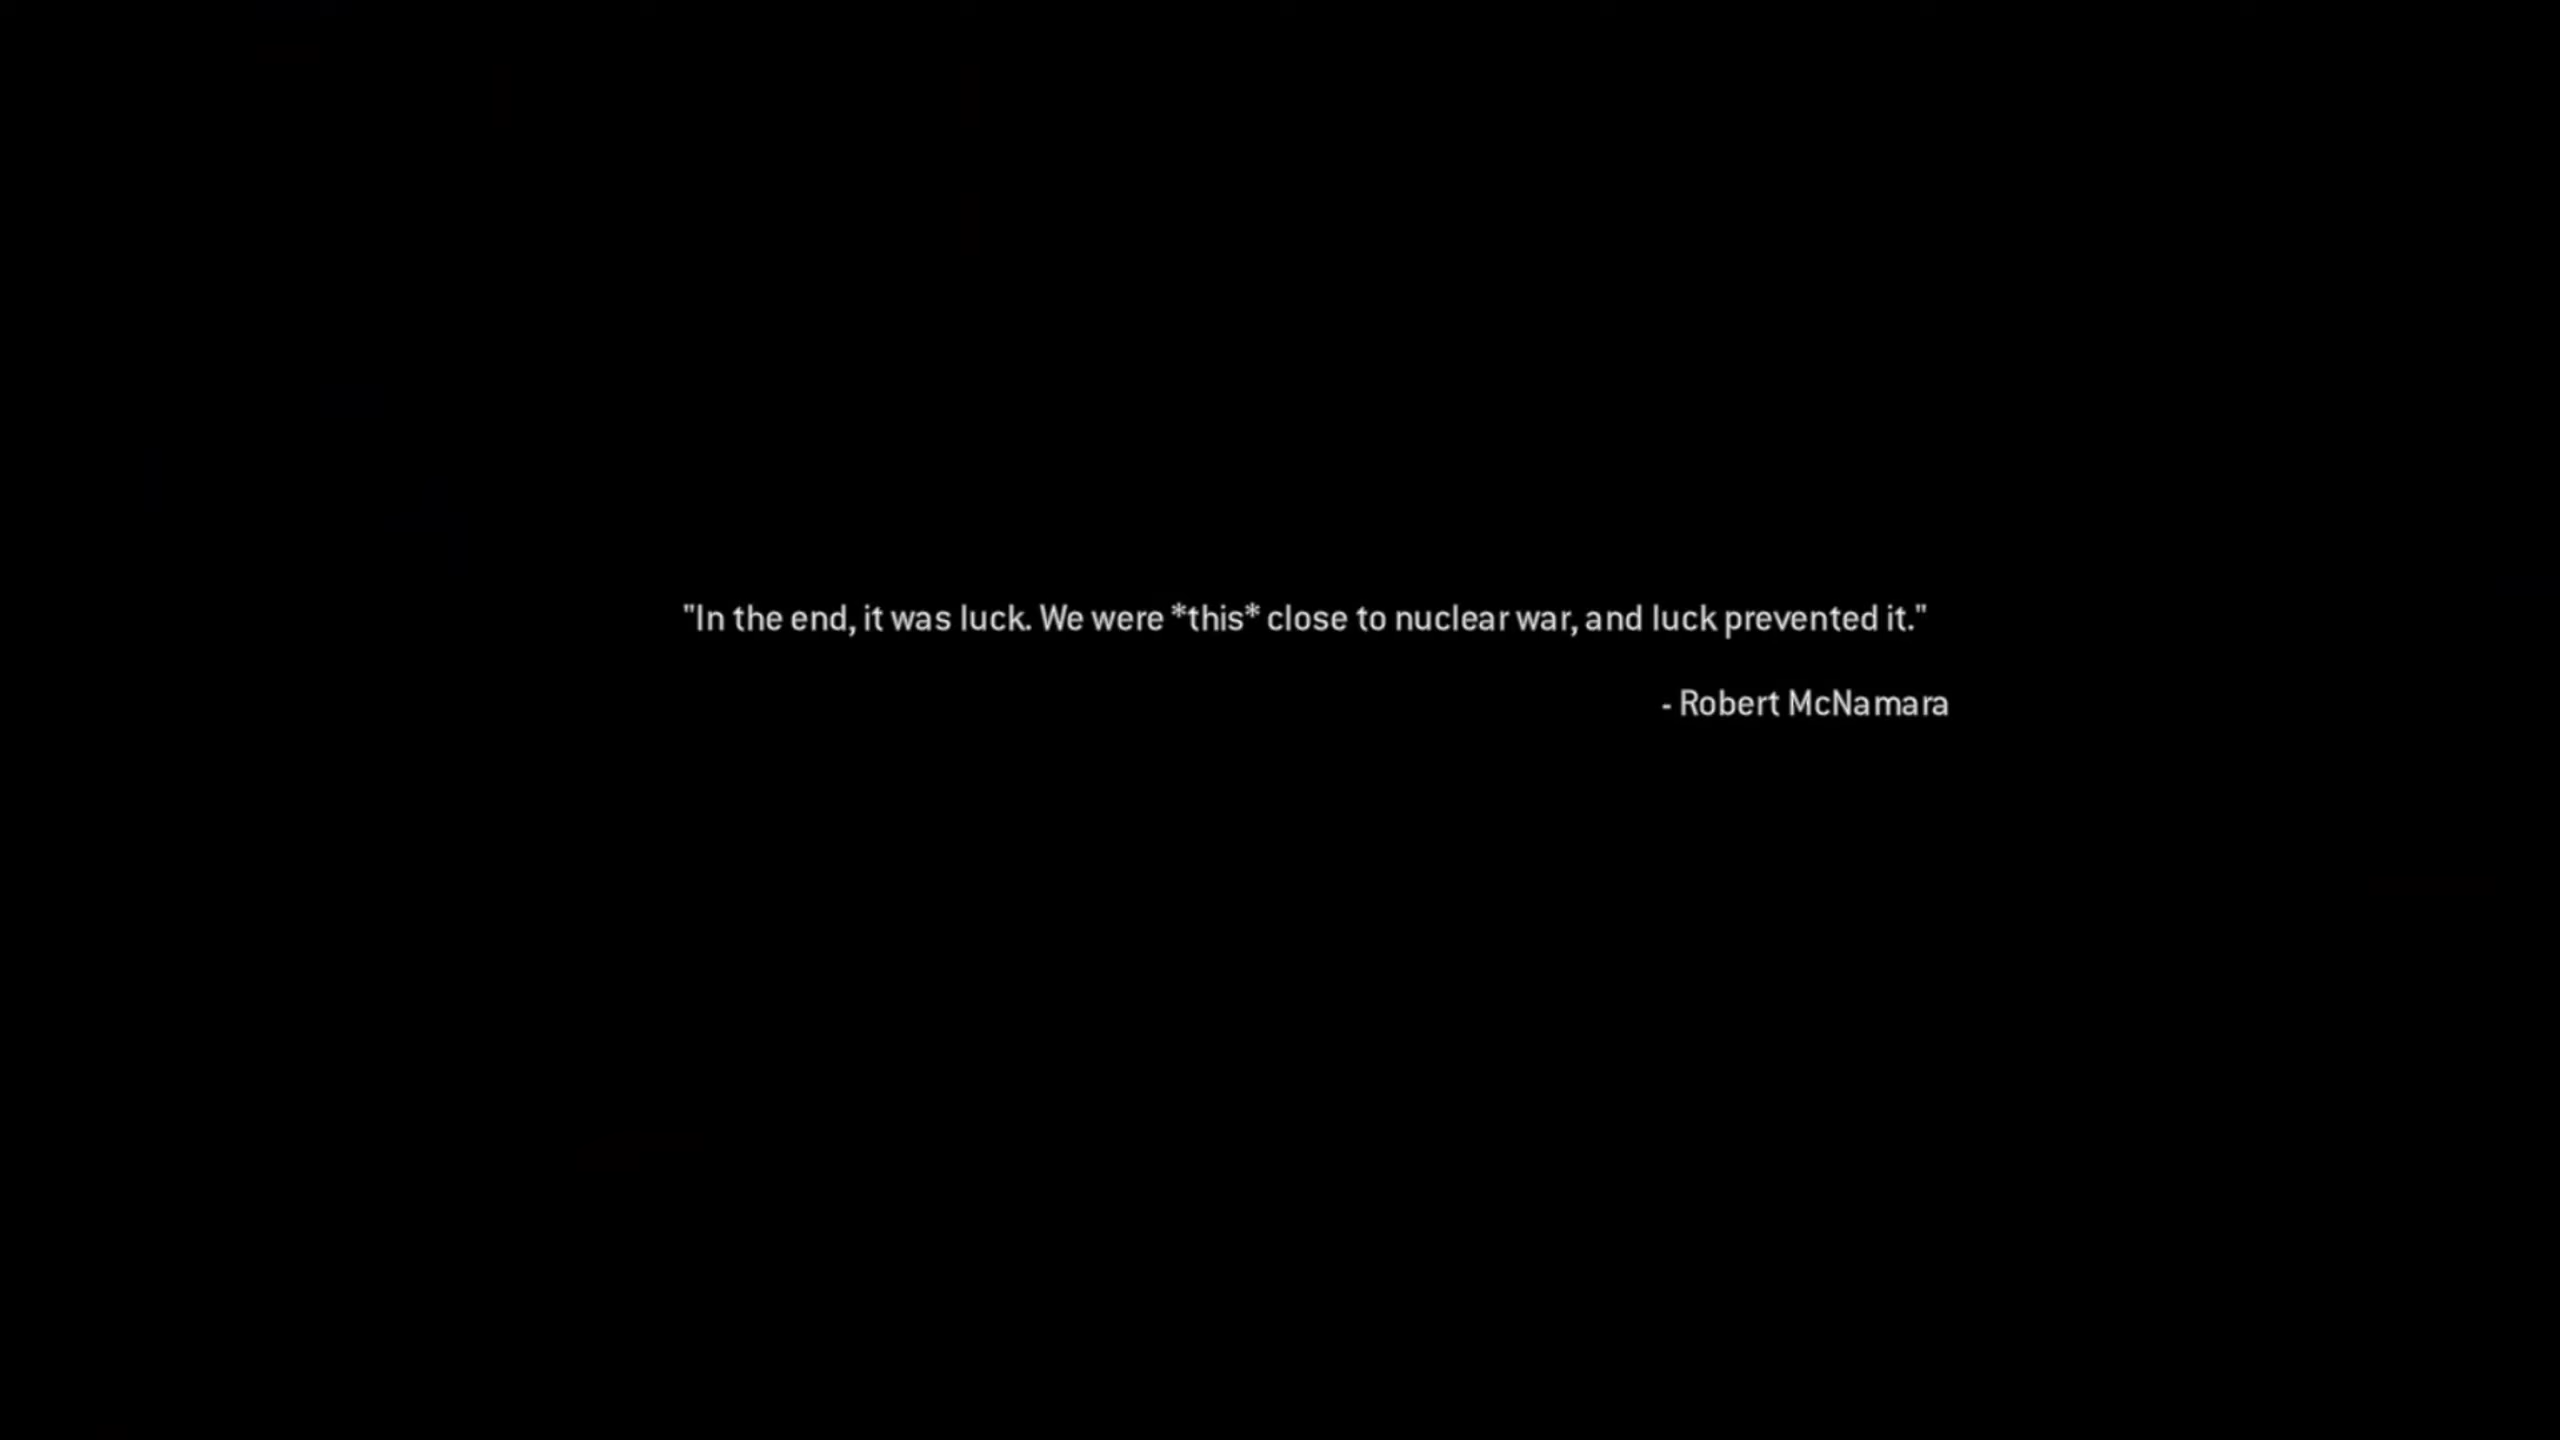 "In the end, it was luck. We were *this* close to nuclear war, and luck prevented it."
- Robert McNamara